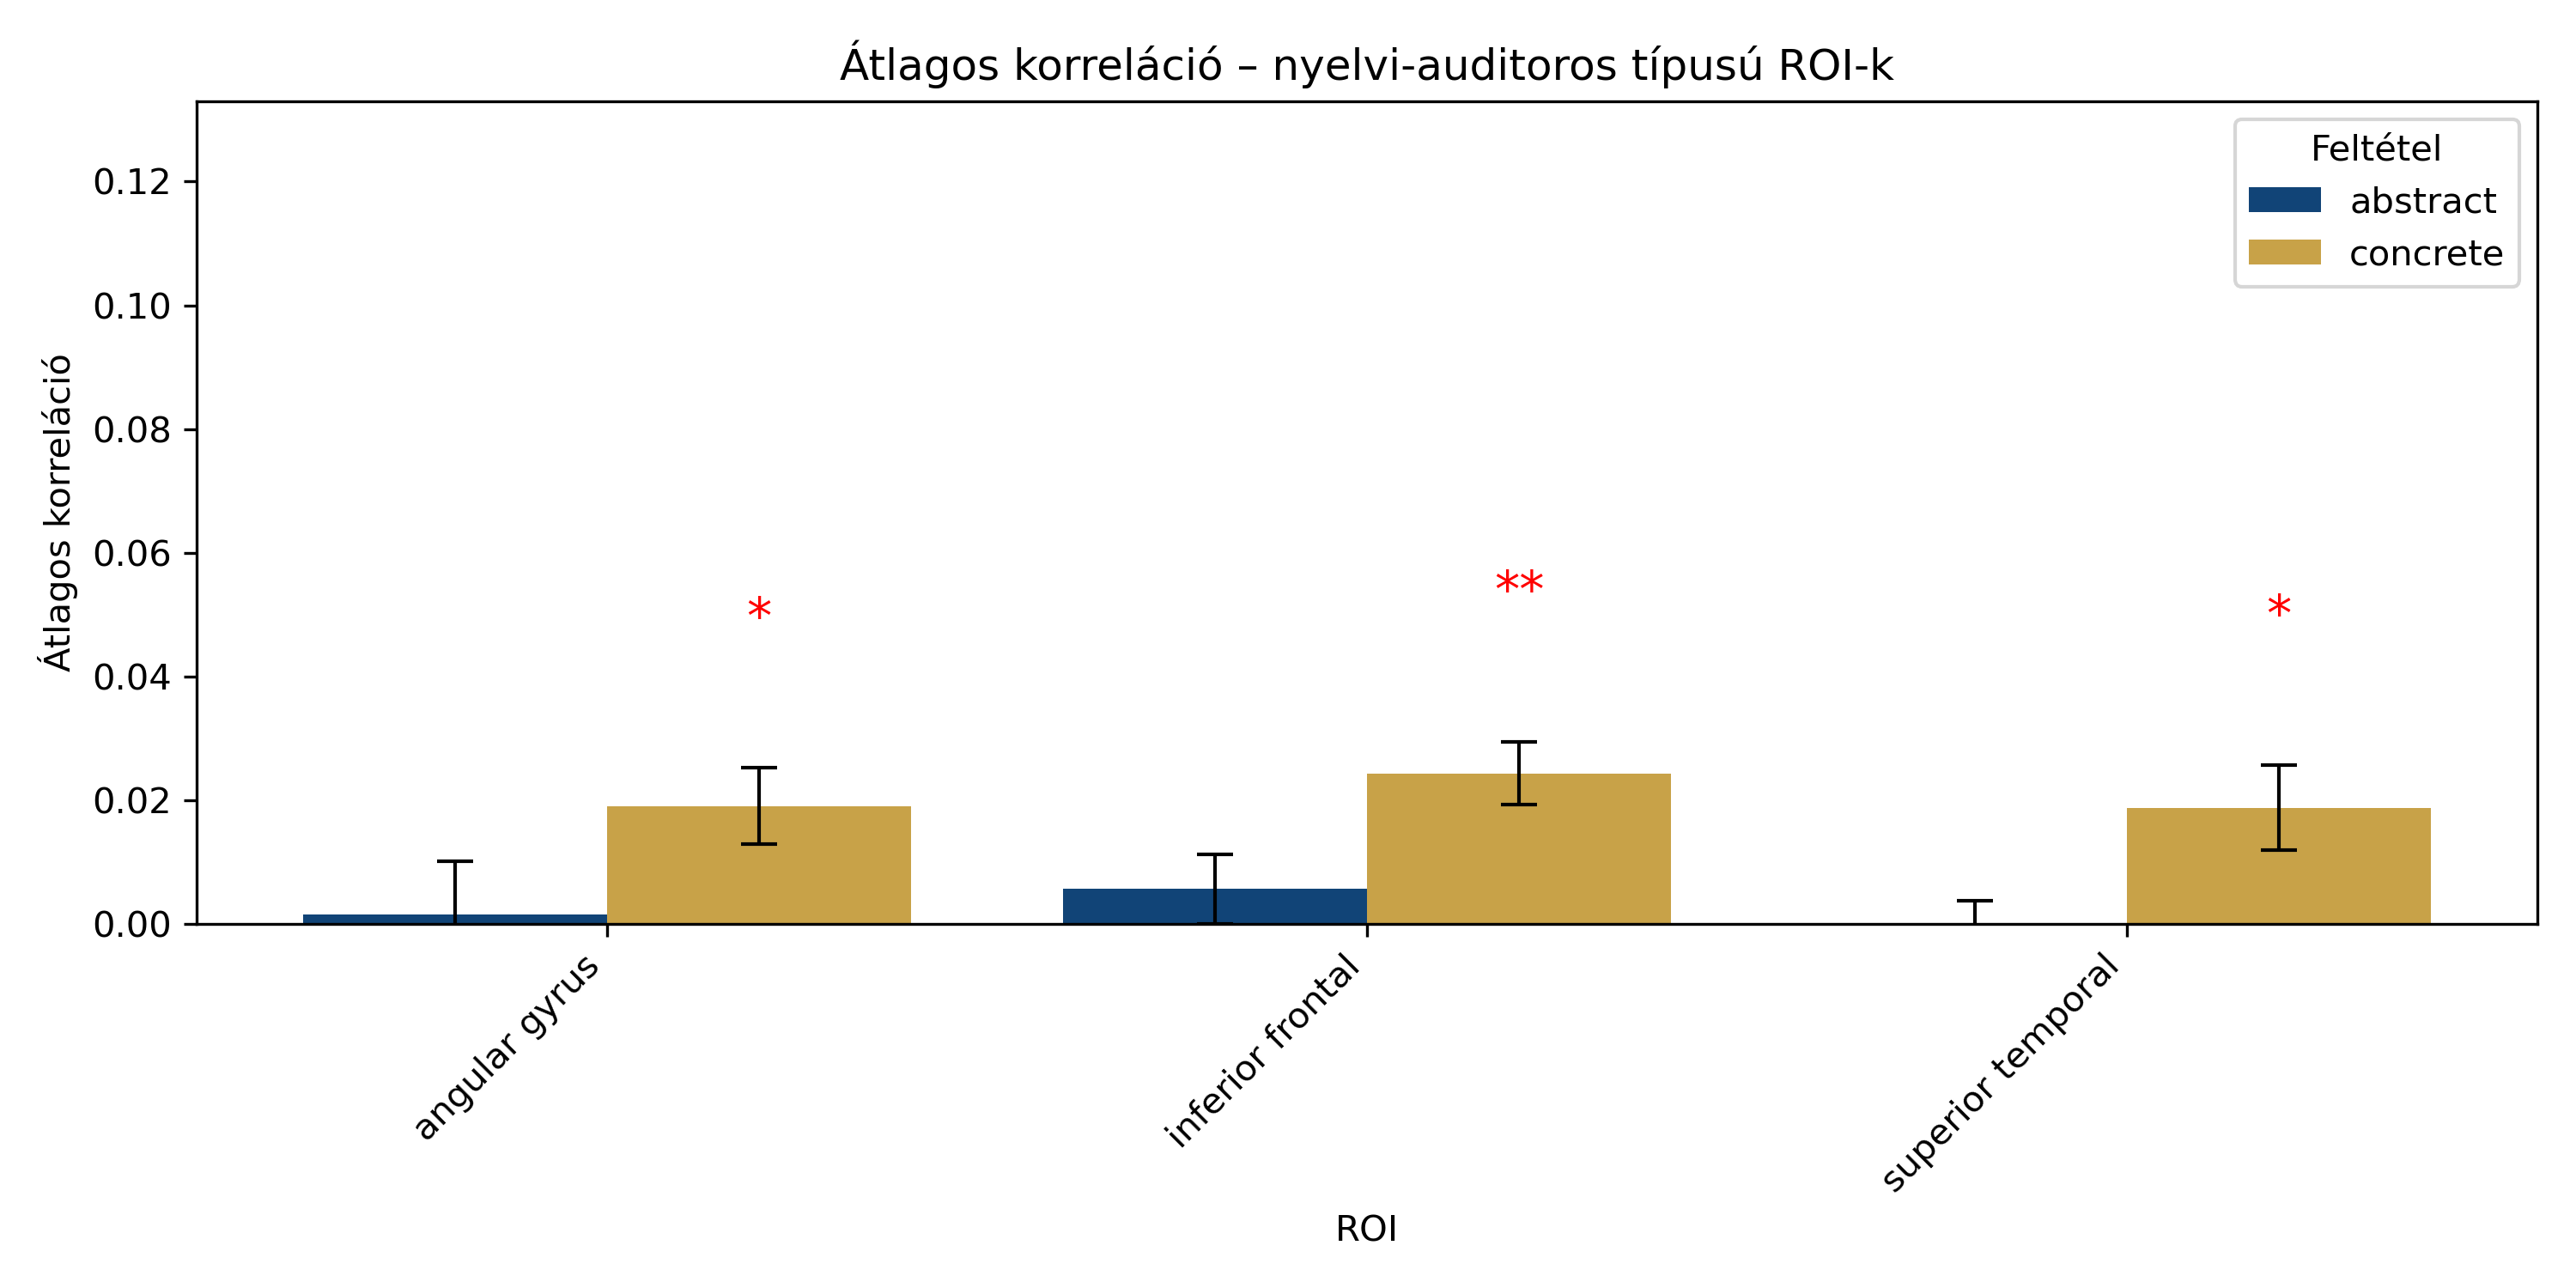 Átlagos korreláció – nyelvi-auditoros típusú ROI-k
Feltétel
abstract
concrete
Átlagos korreláció
0.12
0.10
0.08
0.06
0.04
0.02
0.00
*
**
*
angular gyrus
inferior frontal
superior temporal
ROI